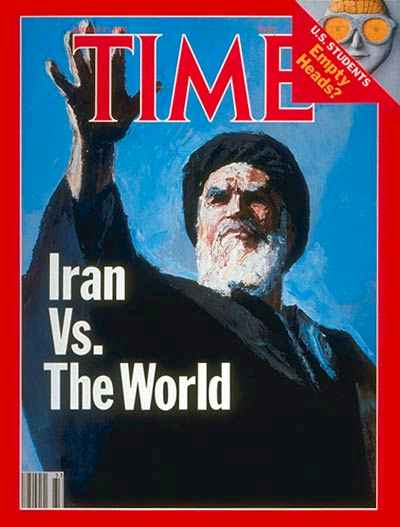 U.S. STUDENTS
Empty
Heads?
TIME
Iran
Vs.
The World